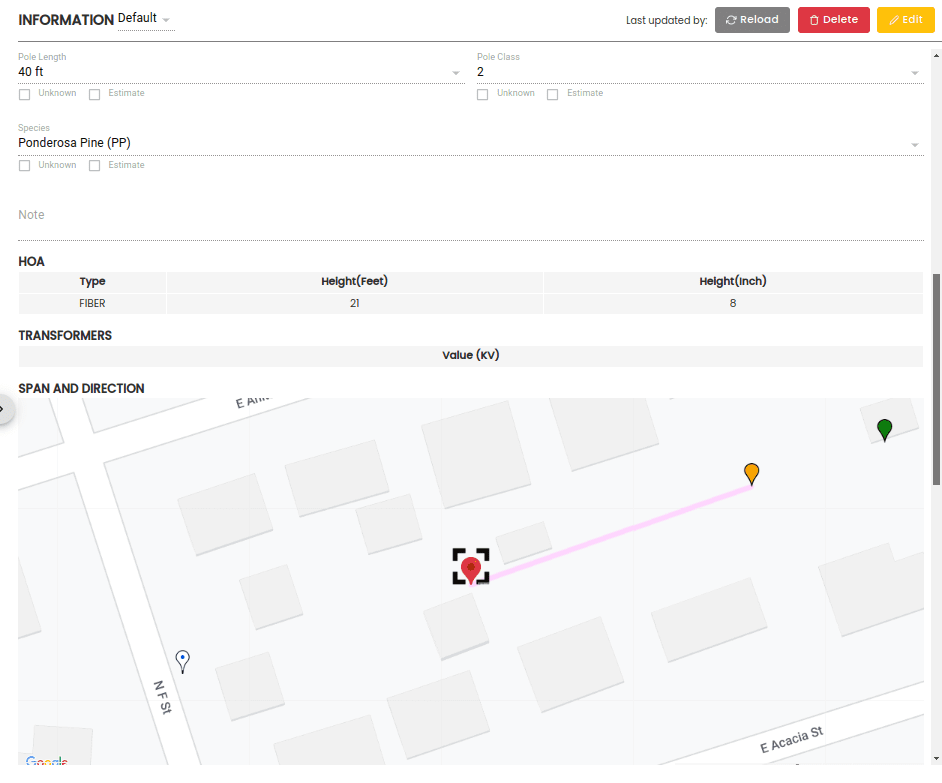 INFORMATION Default Last updated by: Reload Delete Edit
Pole Length Pole Class
40 ft 2
Unknown Estimate Unknown Estimate
Species
Ponderosa Pine (PP)
Unknown Estimate
Note
HOA
Type Height(Feet) Height(Inch)
FIBER 21 8
TRANSFORMERS
Value (KV)
SPAN AND DIRECTION
N F St
E Acacia St
Google